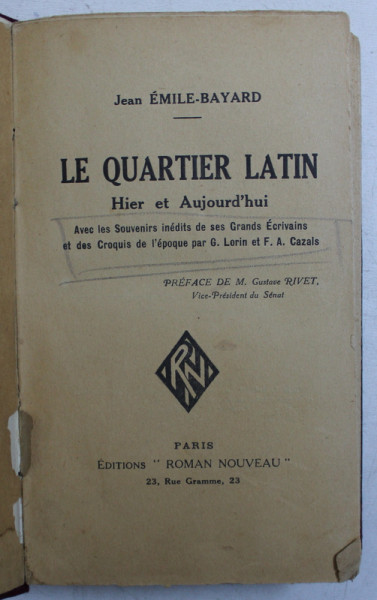 Jean ÉMILE-BAYARD
LE QUARTIER LATIN
Hier et Aujourd'hui
Avec les Souvenirs inédits de ses Grands Écrivains
et des Croquis de l'époque par G. Lorin et F. A. Cazals
PRÉFACE DE M. Gustave RIVET,
Vice-Président du Sénat
RN
PARIS
ÉDITIONS " ROMAN NOUVEAU "
23, Rue Gramme, 23